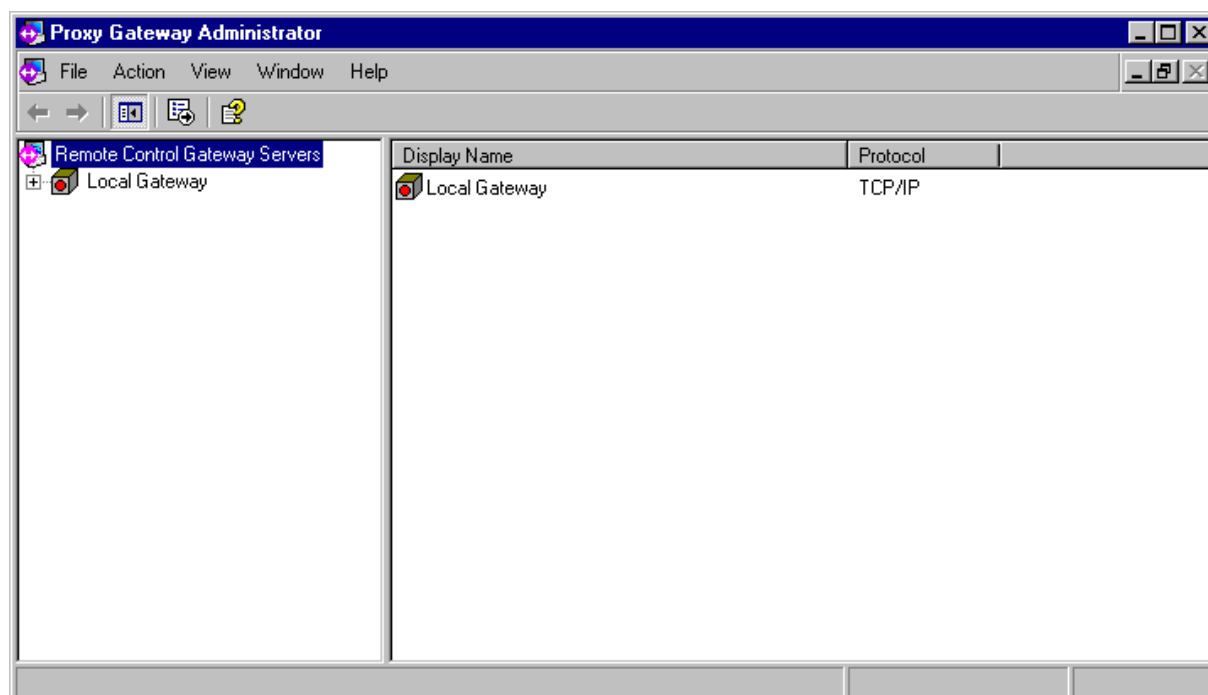 Proxy Gateway Administrator
File Action View Window Help
Remote Control Gateway Servers
Local Gateway
Display Name Protocol
Local Gateway TCP/IP